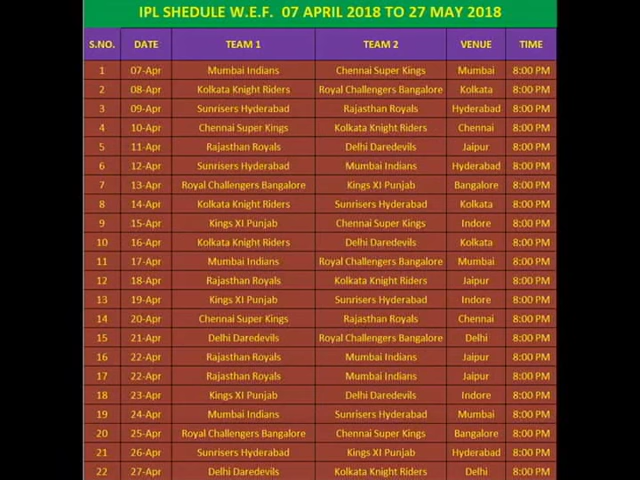 IPL SHEDULE W.E.F. 07 APRIL 2018 TO 27 MAY 2018
S.NO. DATE TEAM 1 TEAM 2 VENUE TIME
1 07-Apr Mumbai Indians Chennai Super Kings Mumbai 8:00 PM
2 08-Apr Kolkata Knight Riders Royal Challengers Bangalore Kolkata 8:00 PM
3 09-Apr Sunrisers Hyderabad Rajasthan Royals Hyderabad 8:00 PM
4 10-Apr Chennai Super Kings Kolkata Knight Riders Chennai 8:00 PM
5 11-Apr Rajasthan Royals Delhi Daredevils Jaipur 8:00 PM
6 12-Apr Sunrisers Hyderabad Mumbai Indians Hyderabad 8:00 PM
7 13-Apr Royal Challengers Bangalore Kings XI Punjab Bangalore 8:00 PM
8 14-Apr Kolkata Knight Riders Sunrisers Hyderabad Kolkata 8:00 PM
9 15-Apr Kings XI Punjab Chennai Super Kings Indore 8:00 PM
10 16-Apr Kolkata Knight Riders Delhi Daredevils Kolkata 8:00 PM
11 17-Apr Mumbai Indians Royal Challengers Bangalore Mumbai 8:00 PM
12 18-Apr Rajasthan Royals Kolkata Knight Riders Jaipur 8:00 PM
13 19-Apr Kings XI Punjab Sunrisers Hyderabad Indore 8:00 PM
14 20-Apr Chennai Super Kings Rajasthan Royals Chennai 8:00 PM
15 21-Apr Delhi Daredevils Royal Challengers Bangalore Delhi 8:00 PM
16 22-Apr Rajasthan Royals Mumbai Indians Jaipur 8:00 PM
17 22-Apr Rajasthan Royals Mumbai Indians Jaipur 8:00 PM
18 23-Apr Kings XI Punjab Delhi Daredevils Indore 8:00 PM
19 24-Apr Mumbai Indians Sunrisers Hyderabad Mumbai 8:00 PM
20 25-Apr Royal Challengers Bangalore Chennai Super Kings Bangalore 8:00 PM
21 26-Apr Sunrisers Hyderabad Kings XI Punjab Hyderabad 8:00 PM
22 27-Apr Delhi Daredevils Kolkata Knight Riders Delhi 8:00 PM